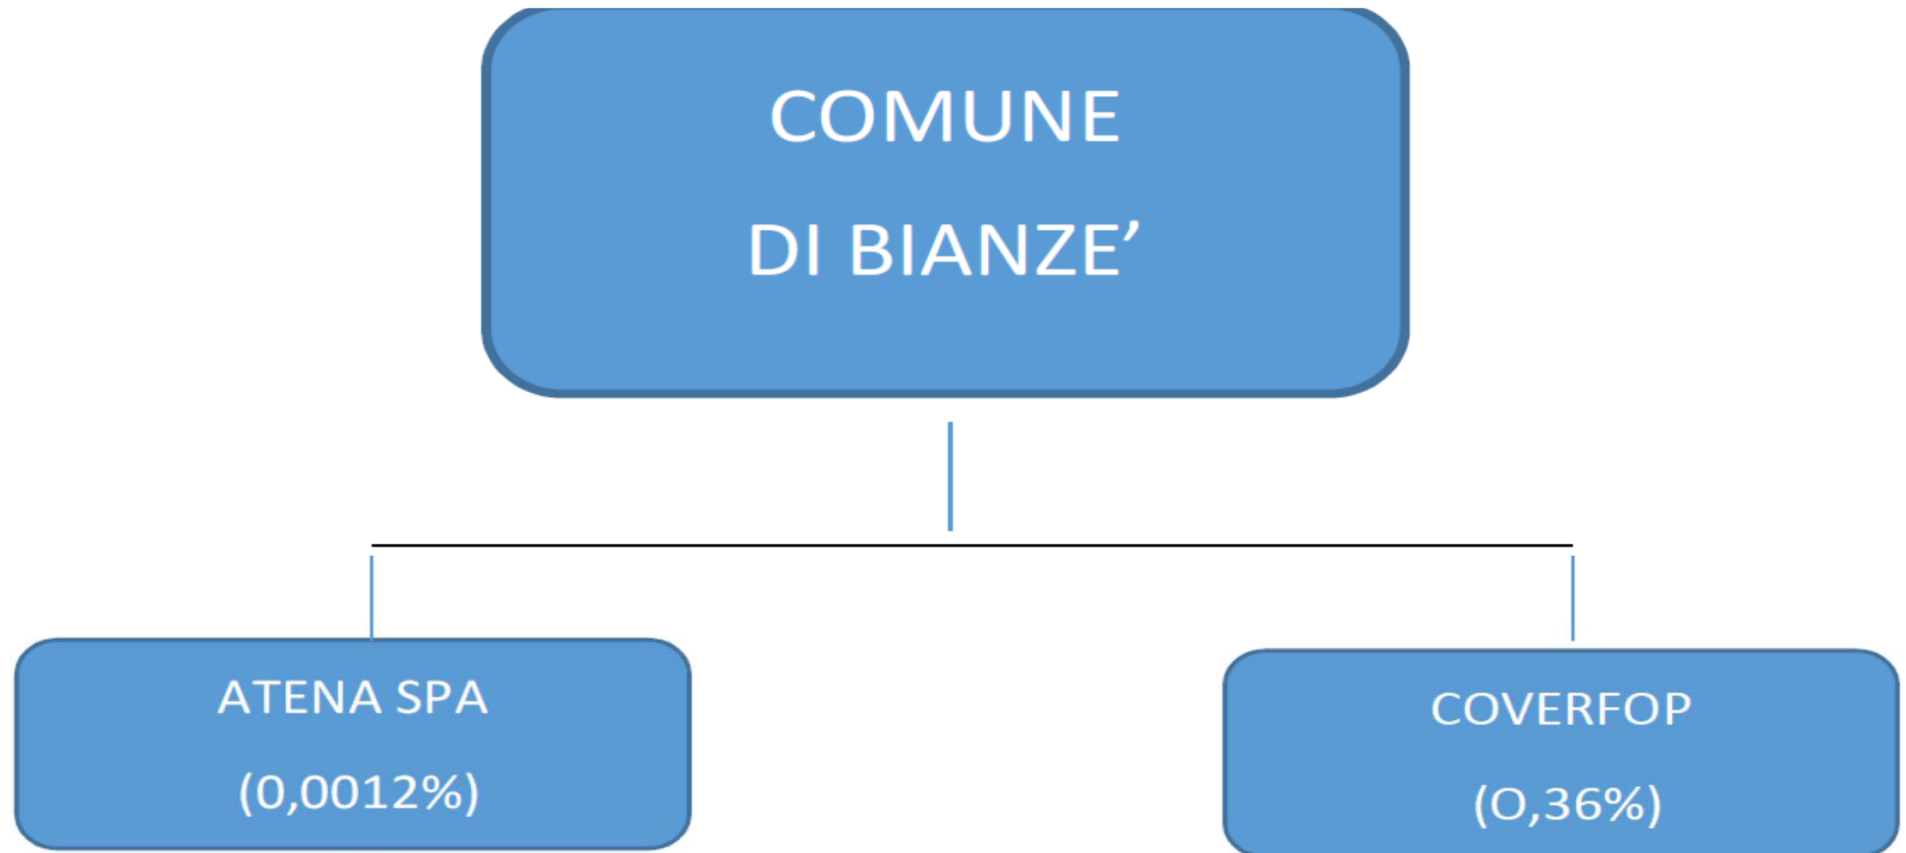 COMUNE
DI BIANZE’
ATENA SPA
(0,0012%)
COVERFOP
(O,36%)